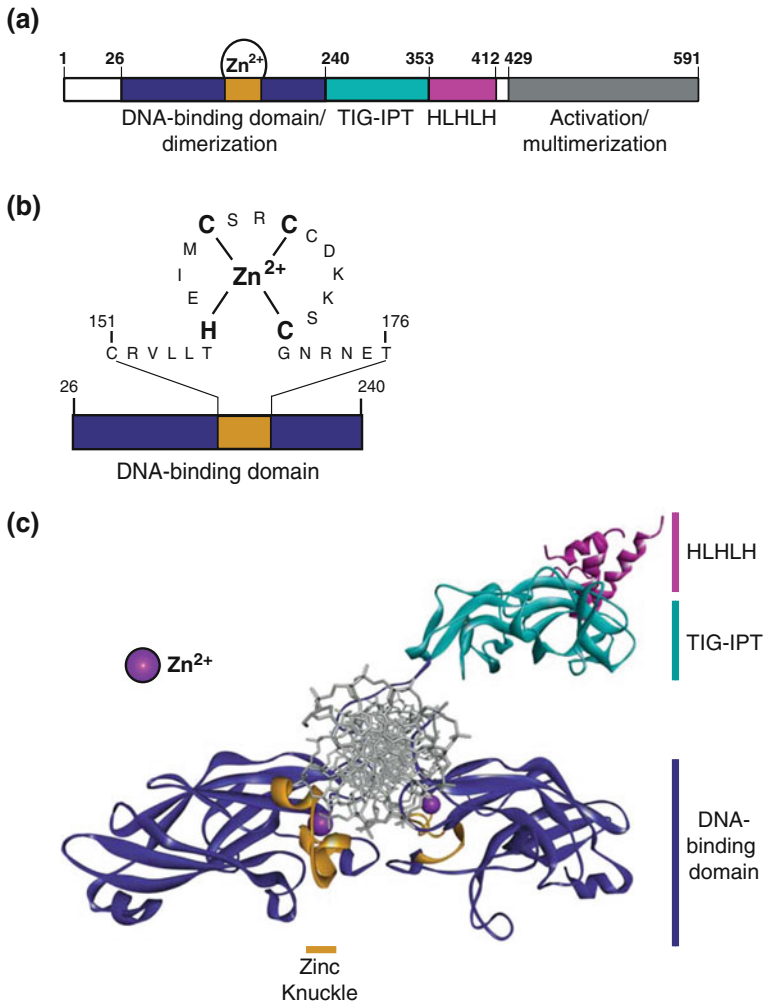 (a)
1 26 Zn2+ 240 353 412 429 591
DNA-binding domain/
dimerization
TIG-IPT
HLHLH
Activation/
multimerization
(b)
C S R C
M C
I Zn2+ D
E K
K
H C S
151 176
C R V L L T G N R N E T
26 240
DNA-binding domain
(c)
HLHLH
TIG-IPT
Zn2+
DNA-
binding
domain
Zinc
Knuckle